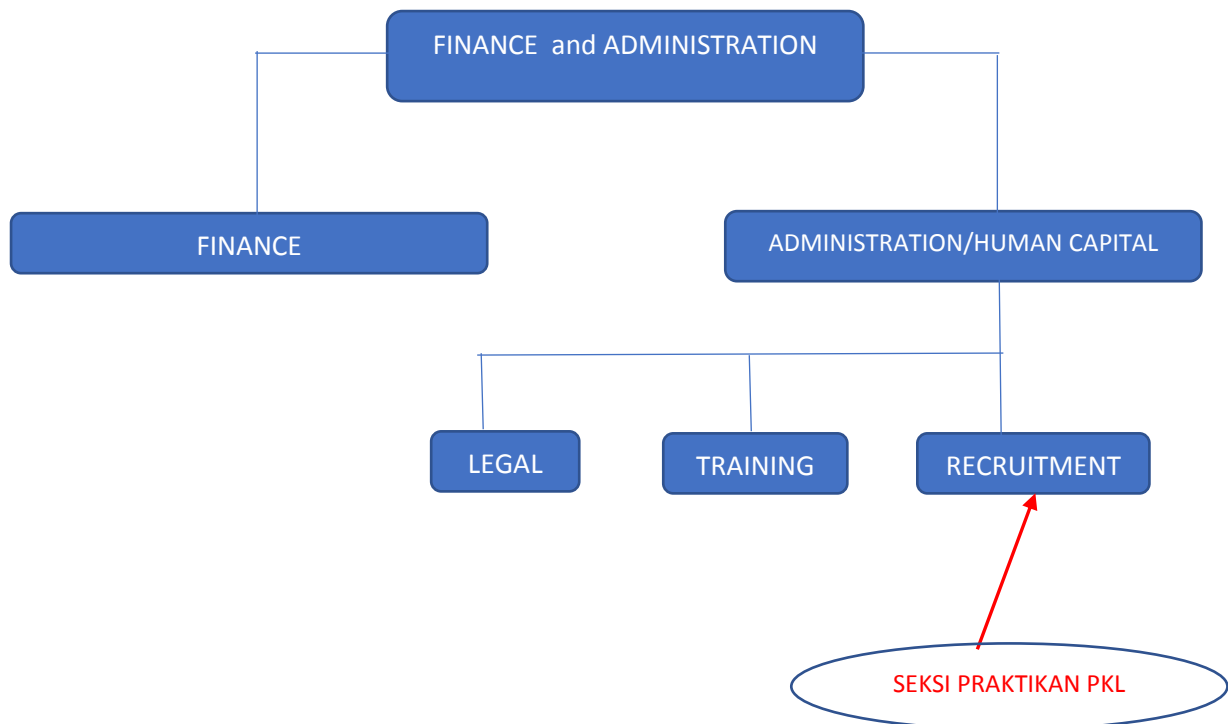 FINANCE and ADMINISTRATION
FINANCE
ADMINISTRATION/HUMAN CAPITAL
LEGAL
TRAINING
RECRUITMENT
SEKSI PRAKTIKAN PKL